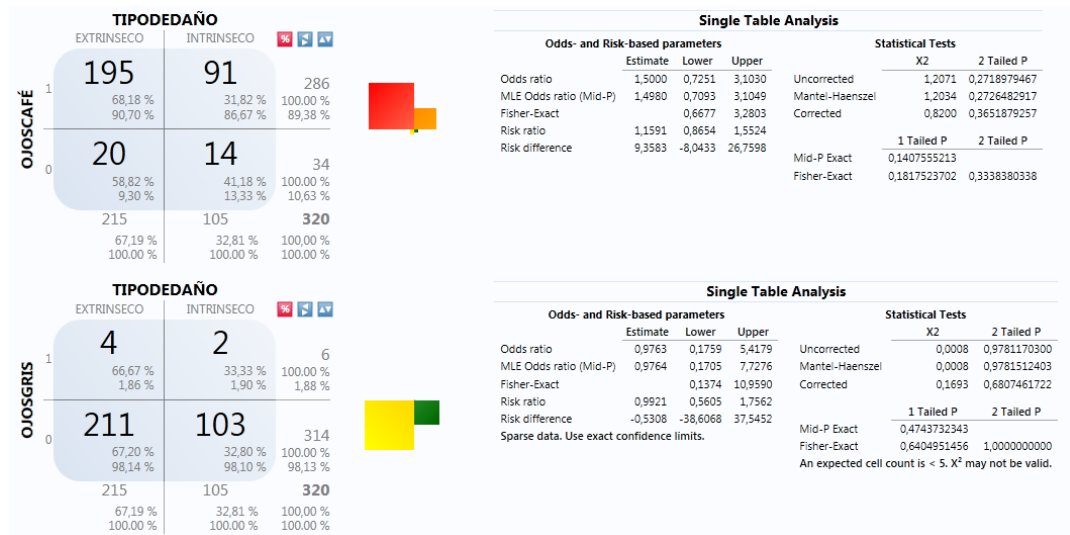 TIPODEDAÑO
EXTRINSECO INTRINSECO %
OJOSCAFÉ
1 195 91 286
68,18 % 31,82 % 100.00 %
90,70 % 86,67 % 89,38 %
0 20 14 34
58,82 % 41,18 % 100.00 %
9,30 % 13,33 % 10,63 %
215 105 320
67,19 % 32,81 % 100,00 %
100.00 % 100.00 % 100.00 %
Single Table Analysis
Odds- and Risk-based parameters
Estimate Lower Upper
Odds ratio 1,5000 0,7251 3,1030
MLE Odds ratio (Mid-P) 1,4980 0,7093 3,1049
Fisher-Exact 0,6677 3,2803
Risk ratio 1,1591 0,8654 1,5524
Risk difference 9,3583 -8,0433 26,7598
Statistical Tests
X2 2 Tailed P
Uncorrected 1,2071 0,2718979467
Mantel-Haenszel 1,2034 0,2726482917
Corrected 0,8200 0,3651879257
1 Tailed P 2 Tailed P
Mid-P Exact 0,1407555213
Fisher-Exact 0,1817523702 0,3338380338
TIPODEDAÑO
EXTRINSECO INTRINSECO %
OJOSGRIS
1 4 2 6
66,67 % 33,33 % 100.00 %
1,86 % 1,90 % 1,88 %
0 211 103 314
67,20 % 32,80 % 100.00 %
98,14 % 98,10 % 98,13 %
215 105 320
67,19 % 32,81 % 100,00 %
100.00 % 100.00 % 100.00 %
Single Table Analysis
Odds- and Risk-based parameters
Estimate Lower Upper
Odds ratio 0,9763 0,1759 5,4179
MLE Odds ratio (Mid-P) 0,9764 0,1705 7,7276
Fisher-Exact 0,1374 10,9590
Risk ratio 0,9921 0,5605 1,7562
Risk difference -0,5308 -38,6068 37,5452
Sparse data. Use exact confidence limits.
Statistical Tests
X2 2 Tailed P
Uncorrected 0,0008 0,9781170300
Mantel-Haenszel 0,0008 0,9781512403
Corrected 0,1693 0,6807461722
1 Tailed P 2 Tailed P
Mid-P Exact 0,4743732343
Fisher-Exact 0,6404951456 1,0000000000
An expected cell count is < 5. X² may not be valid.